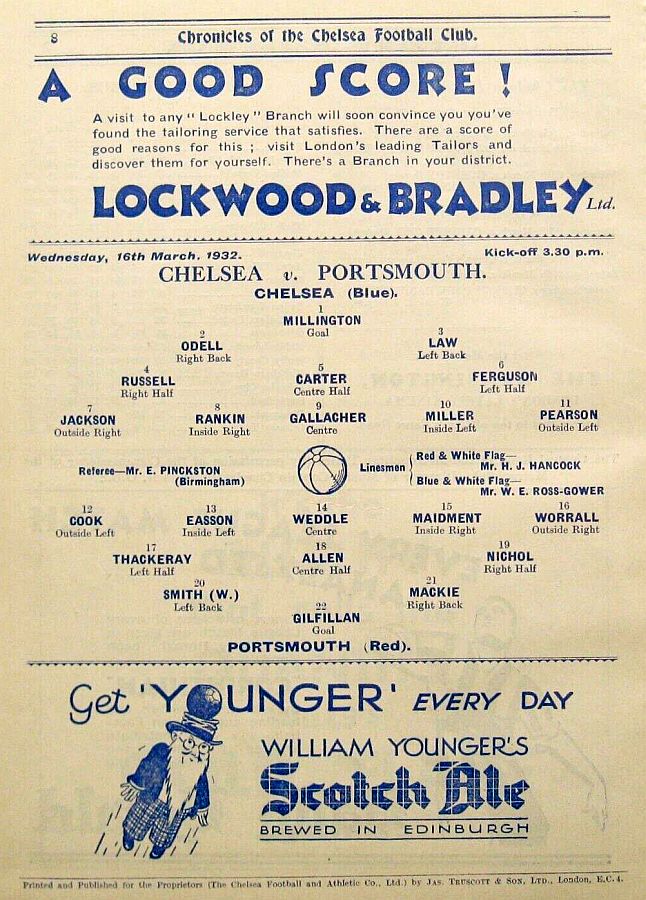 8
Chronicles of the Chelsea Football Club.
A GOOD SCORE!
A visit to any "Lockley" Branch will soon convince you you've
found the tailoring service that satisfies. There are a score of
good reasons for this; visit London's leading Tailors and
discover them for yourself. There's a Branch in your district.
LOCKWOOD & BRADLEY Ltd.
Wednesday, 16th March, 1932. Kick-off 3.30 p.m.
CHELSEA v. PORTSMOUTH.
CHELSEA (Blue).
1
MILLINGTON
Goal
2 3
ODELL LAW
Right Back Left Back
4 5 6
RUSSELL CARTER FERGUSON
Right Half Centre Half Left Half
7 8 9 10 11
JACKSON RANKIN GALLACHER MILLER PEARSON
Outside Right Inside Right Centre Inside Left Outside Left
Referee—Mr. E. PINCKSTON
(Birmingham)
Linesmen
Red & White Flag—
Mr. H. J. HANCOCK
Blue & White Flag—
Mr. W. E. ROSS-GOWER
12 13 14 15 16
COOK EASSON WEDDLE MAIDMENT WORRALL
Outside Left Inside Left Centre Inside Right Outside Right
17 18 19
THACKERAY ALLEN NICHOL
Left Half Centre Half Right Half
20 21
SMITH (W.) MACKIE
Left Back Right Back
22
GILFILLAN
Goal
PORTSMOUTH (Red).
Get 'YOUNGER' EVERY DAY
WILLIAM YOUNGER'S
Scotch Ale
BREWED IN EDINBURGH
Printed and Published for the Proprietors (The Chelsea Football and Athletic Co., Ltd.) by JAS. TRUSCOTT & SON, LTD., London, E.C.4.